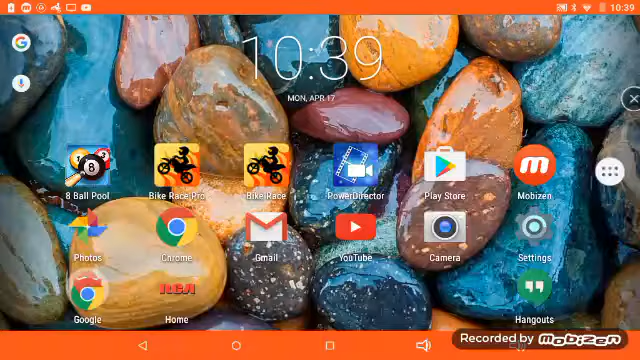 10:39
10:39
MON, APR 17
8 Ball Pool
Bike Race Pro
Bike Race
PowerDirector
Play Store
Mobizen
Photos
Chrome
Gmail
YouTube
Camera
Settings
RCA
Google
Home
Hangouts
Recorded by MOBIZEN